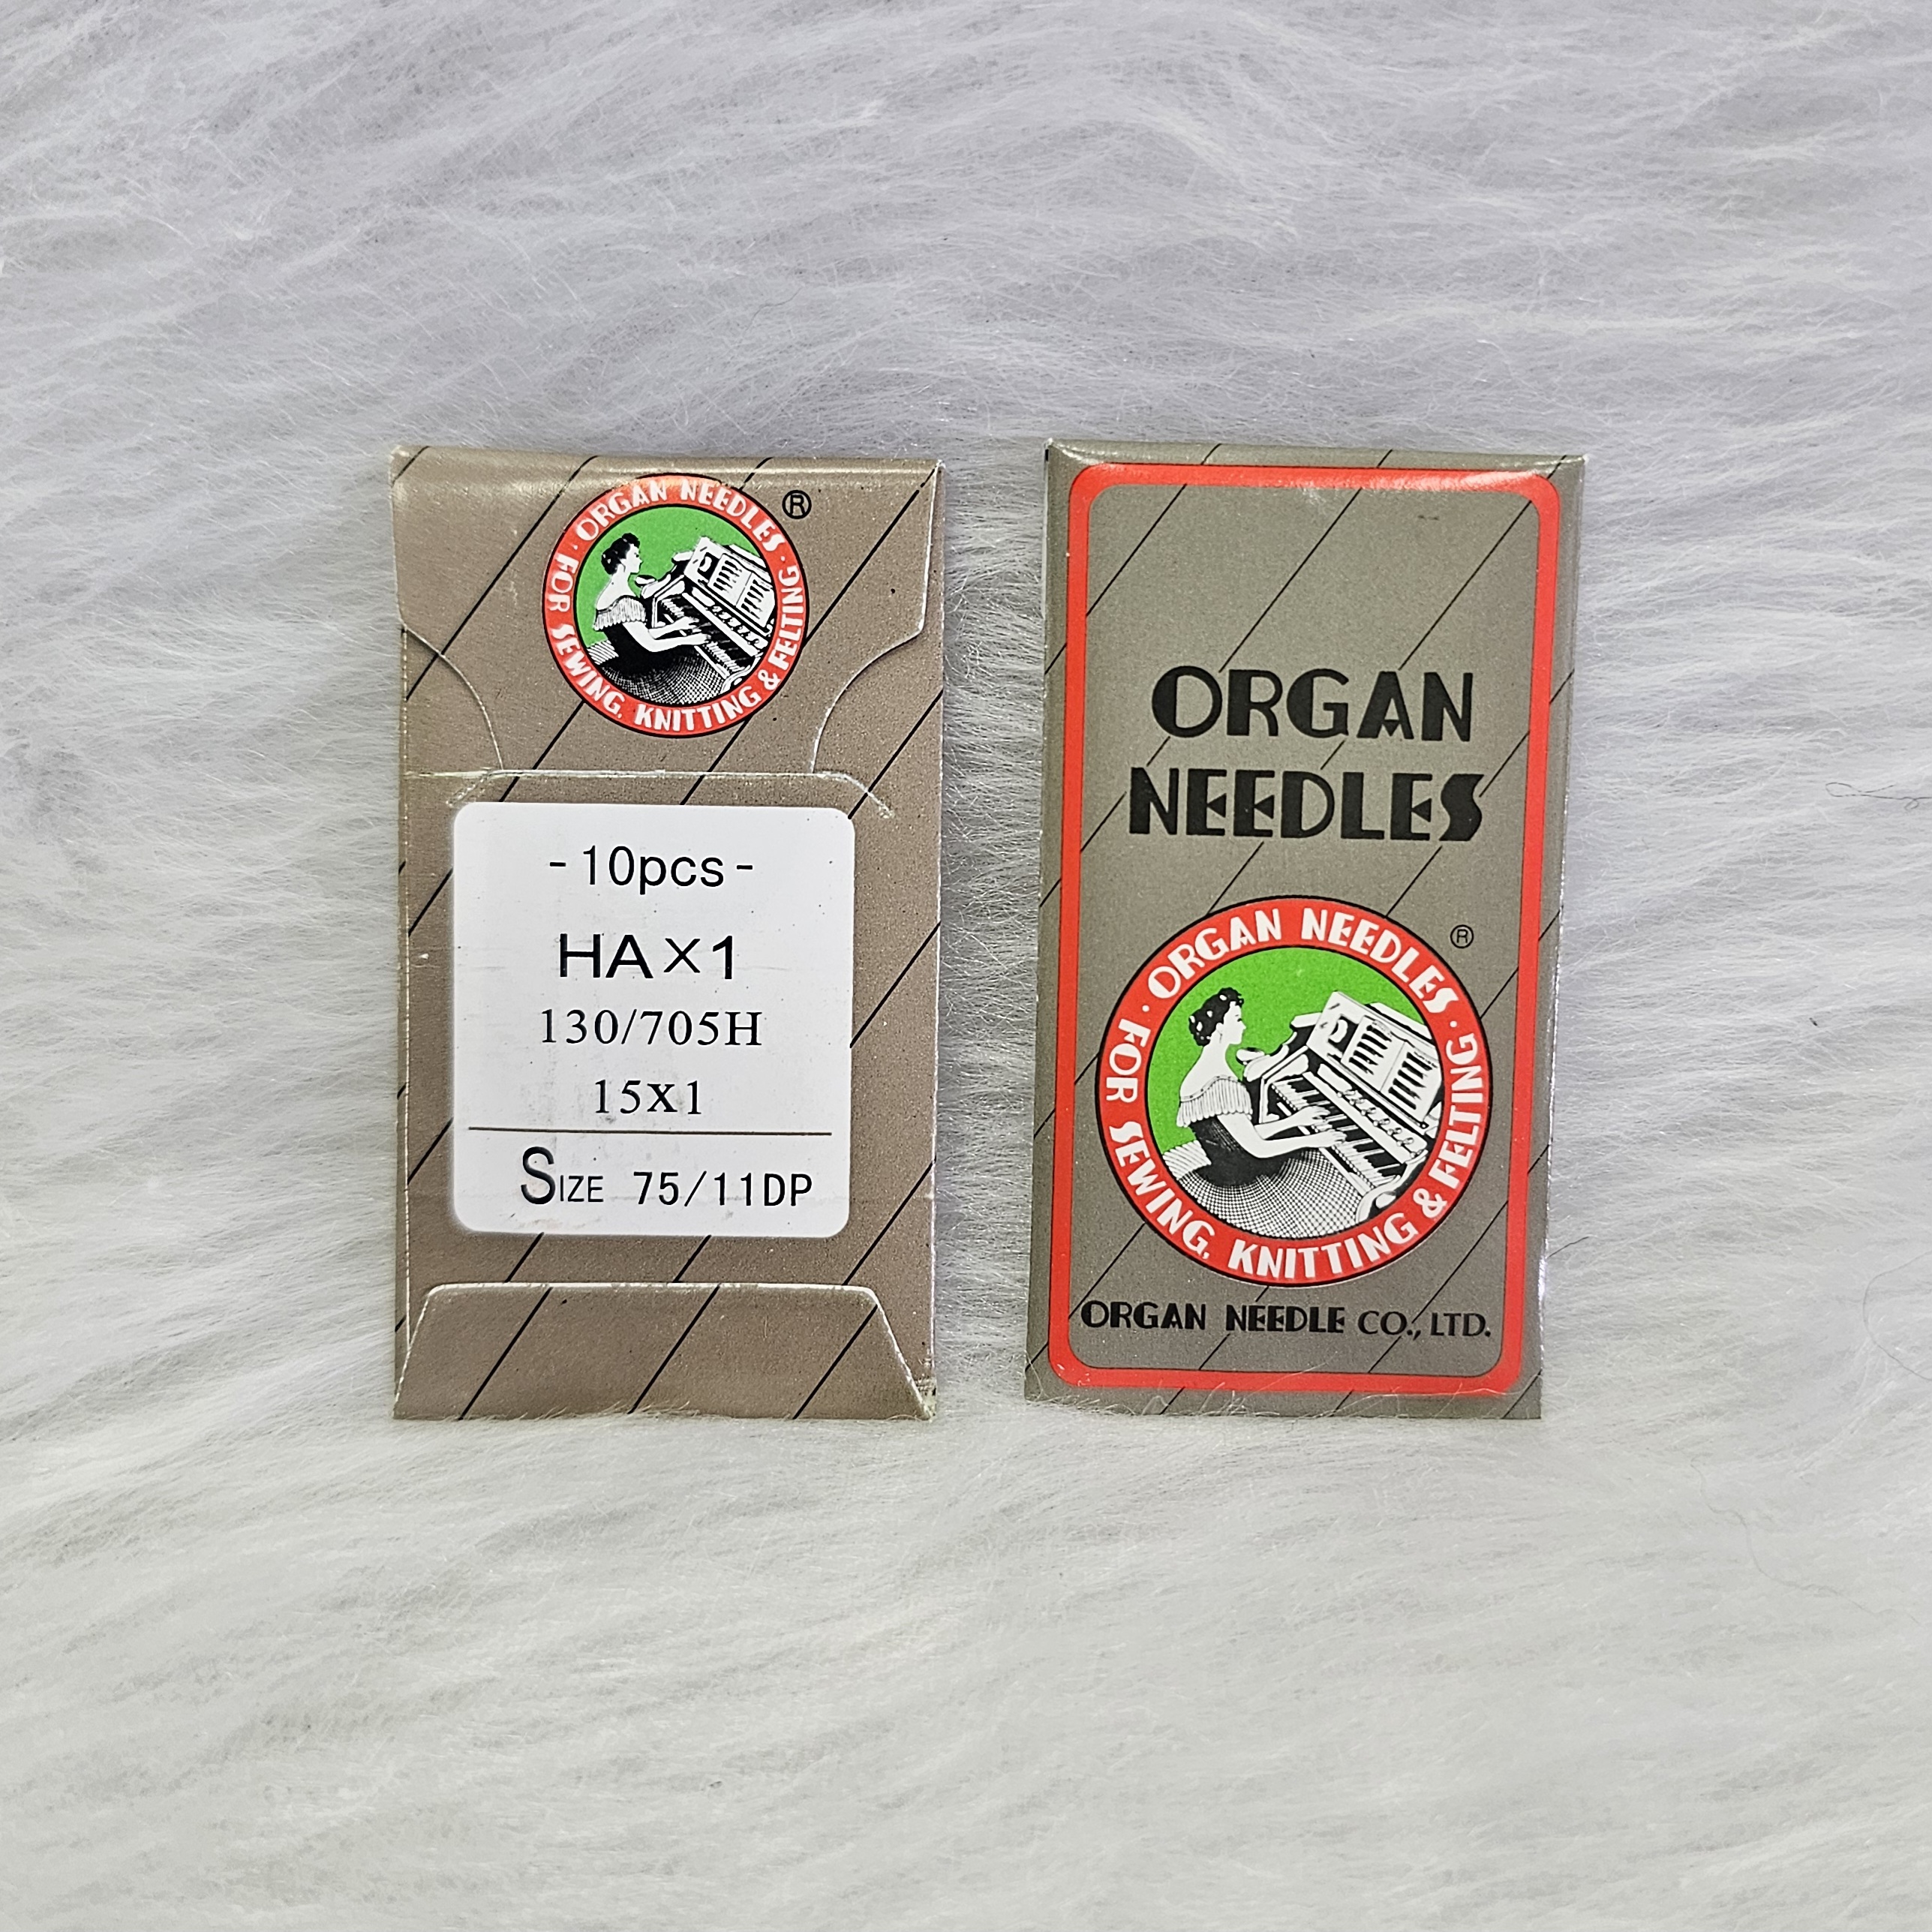 ORGAN NEEDLES
· FOR SEWING, KNITTING & FELTING ·
®
-10pcs-
HA×1
130/705H
15x1
SIZE 75/11DP
ORGAN
NEEDLES
ORGAN NEEDLES
· FOR SEWING, KNITTING & FELTING ·
®
ORGAN NEEDLE CO., LTD.